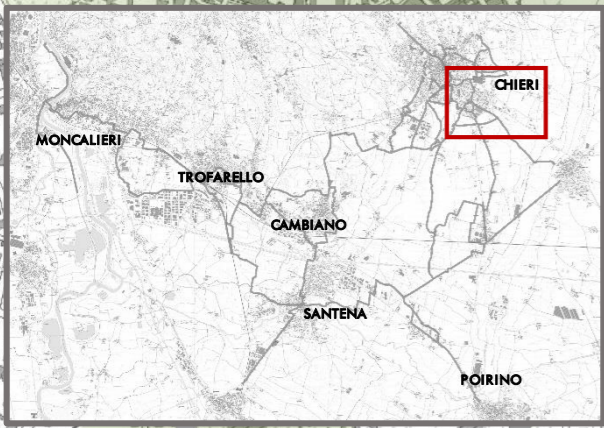 CHIERI
MONCALIERI
TROFARELLO
CAMBIANO
SANTENA
POIRINO